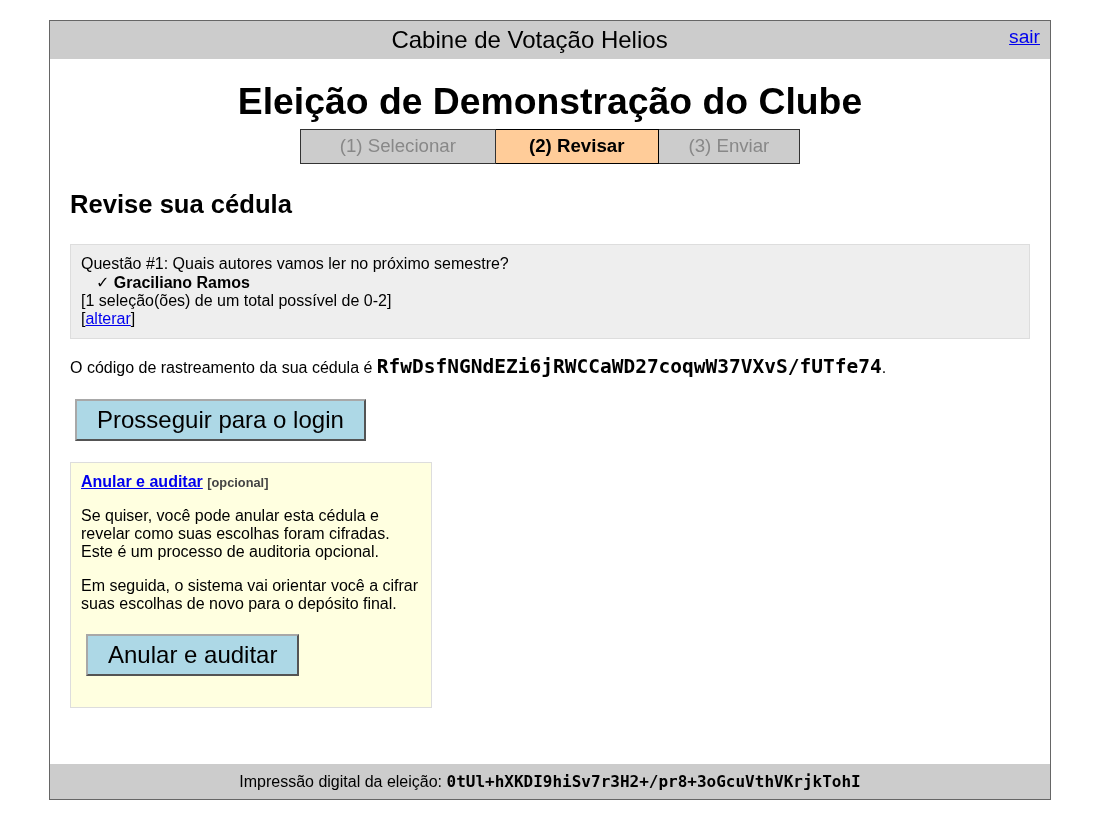 Cabine de Votação Helios
sair
Eleição de Demonstração do Clube
(1) Selecionar
(2) Revisar
(3) Enviar
Revise sua cédula
Questão #1: Quais autores vamos ler no próximo semestre?
✓ Graciliano Ramos
[1 seleção(ões) de um total possível de 0-2]
[alterar]
O código de rastreamento da sua cédula é RfwDsfNGNdEZi6jRWCCaWD27coqwW37VXvS/fUTfe74.
Prosseguir para o login
Anular e auditar [opcional]
Se quiser, você pode anular esta cédula e
revelar como suas escolhas foram cifradas.
Este é um processo de auditoria opcional.
Em seguida, o sistema vai orientar você a cifrar
suas escolhas de novo para o depósito final.
Anular e auditar
Impressão digital da eleição: 0tUl+hXKDI9hiSv7r3H2+/pr8+3oGcuVthVKrjkTohI